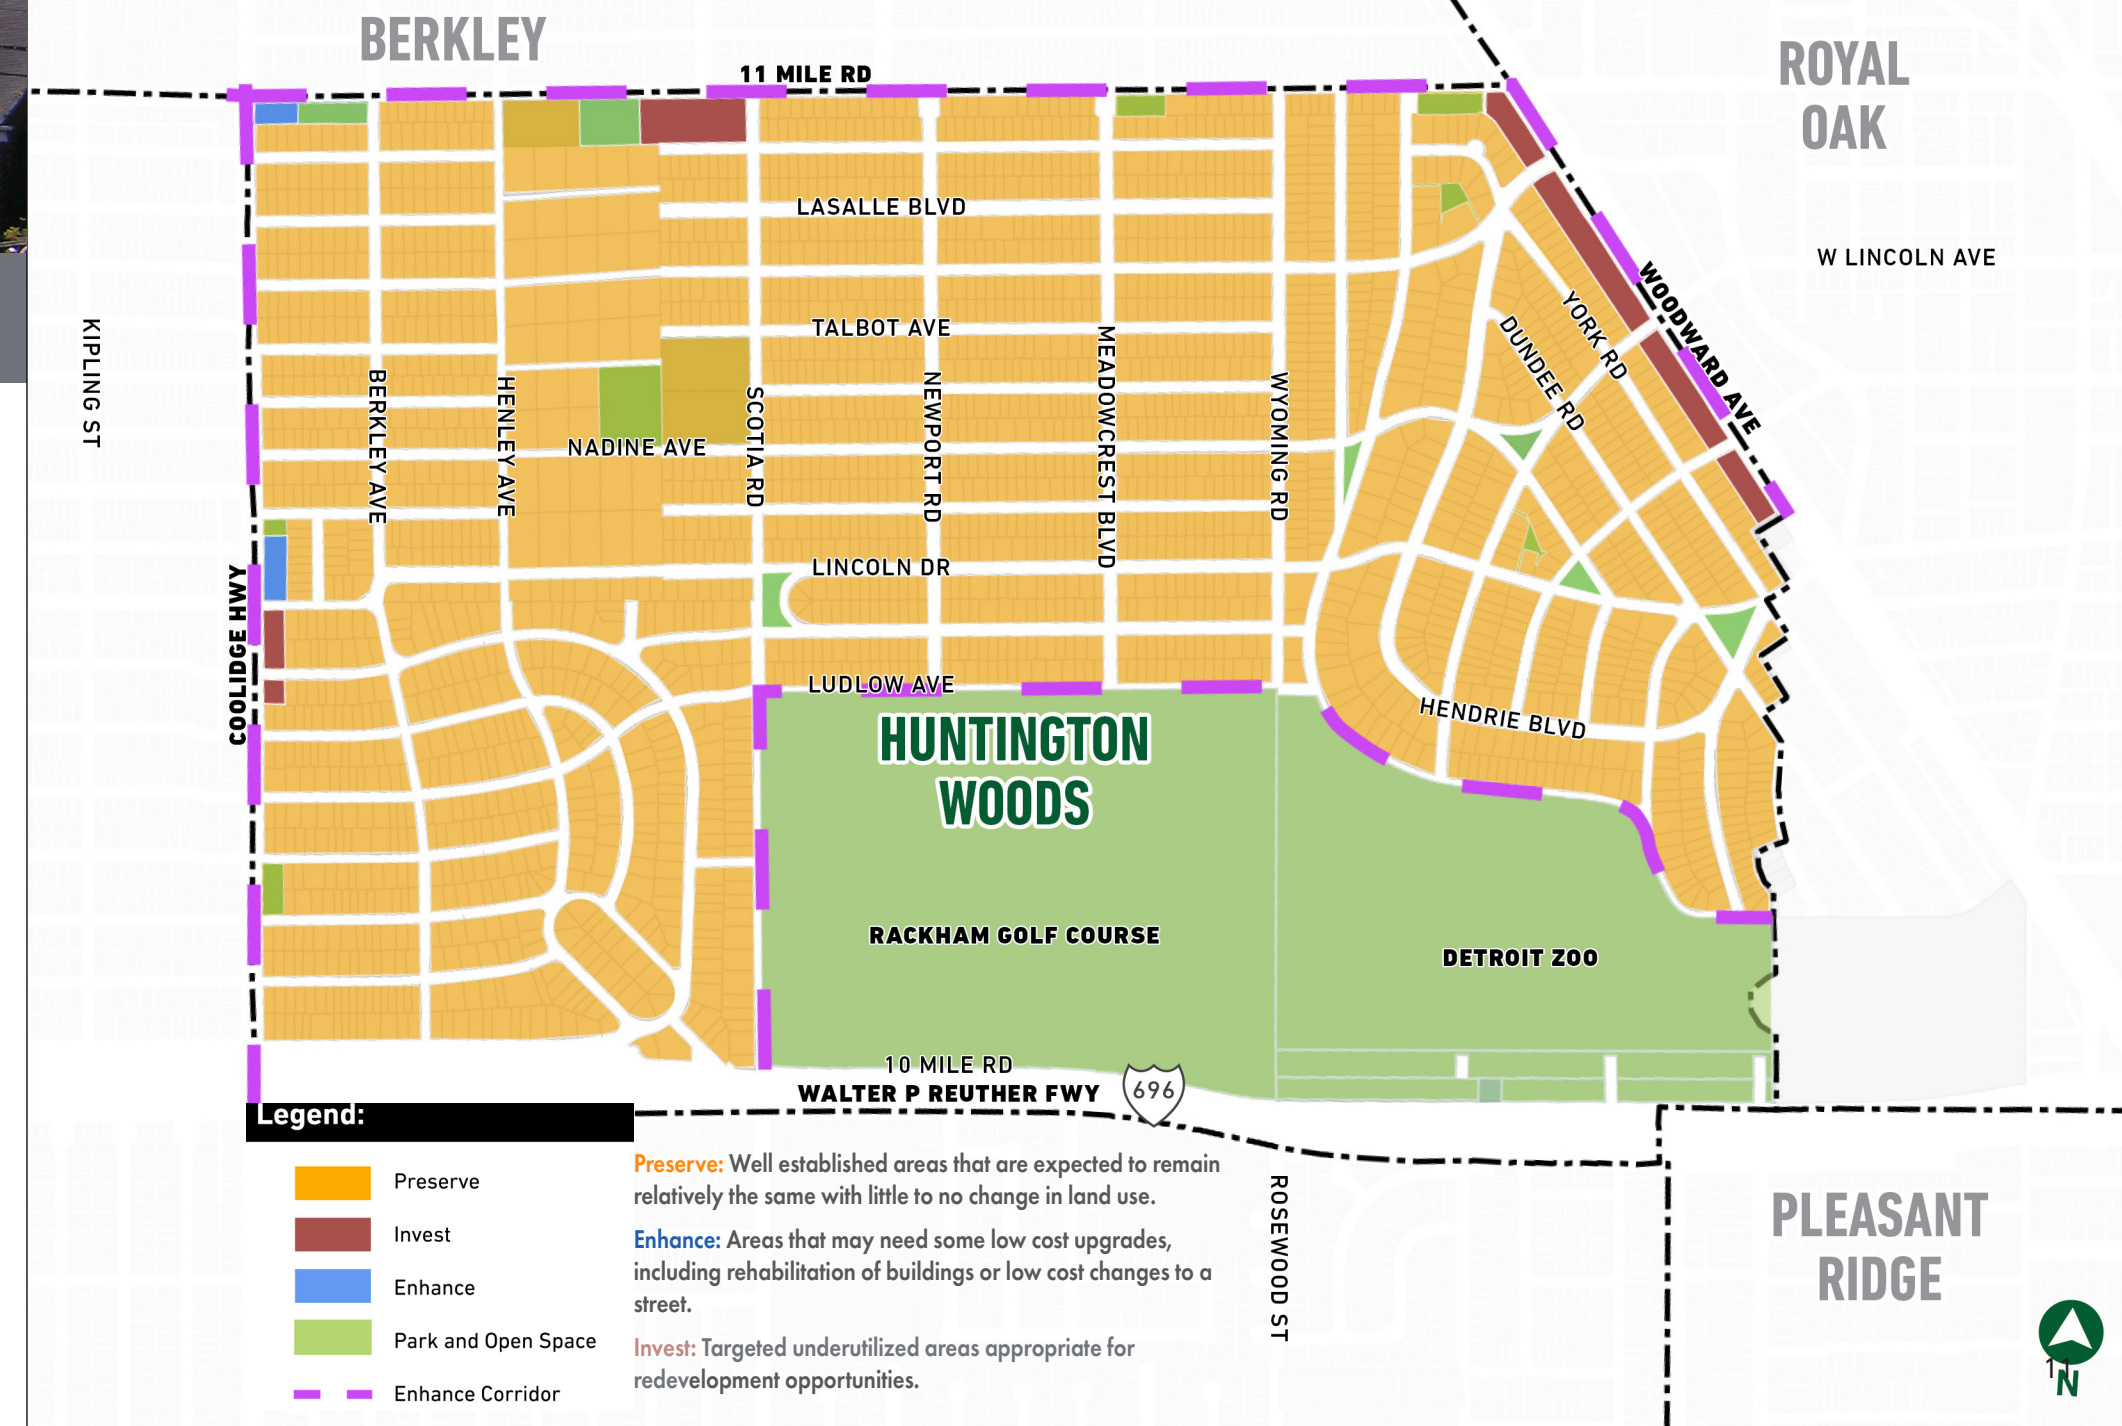 BERKLEY
ROYAL
OAK
11 MILE RD
LASALLE BLVD
W LINCOLN AVE
WOODWARD AVE
YORK RD
DUNDEE RD
TALBOT AVE
KIPLING ST
BERKLEY AVE
HENLEY AVE
SCOTIA RD
NEWPORT RD
MEADOWCREST BLVD
WYOMING RD
NADINE AVE
LINCOLN DR
COOLIDGE HWY
LUDLOW AVE
HENDRIE BLVD
HUNTINGTON
WOODS
RACKHAM GOLF COURSE
DETROIT ZOO
10 MILE RD
WALTER P REUTHER FWY
696
Legend:
Preserve
Invest
Enhance
Park and Open Space
Enhance Corridor
Preserve: Well established areas that are expected to remain
relatively the same with little to no change in land use.
Enhance: Areas that may need some low cost upgrades,
including rehabilitation of buildings or low cost changes to a
street.
Invest: Targeted underutilized areas appropriate for
redevelopment opportunities.
ROSEWOOD ST
PLEASANT
RIDGE
11
N